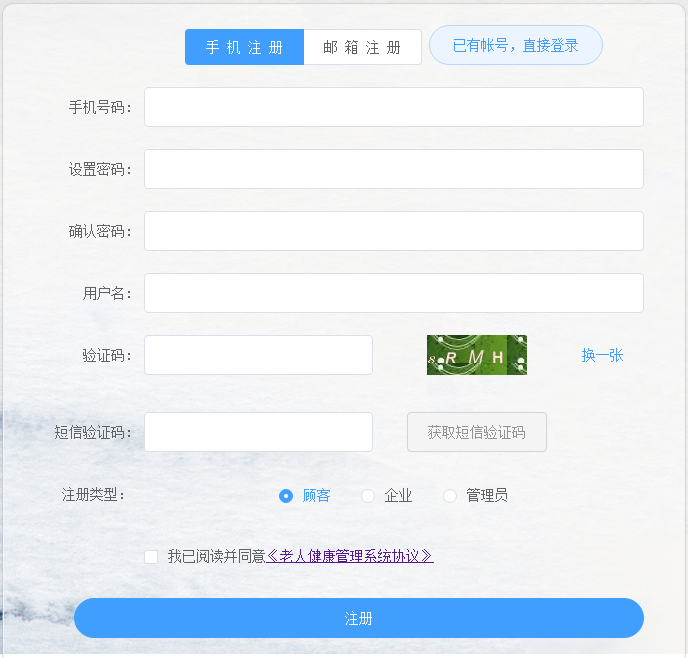 手机注册 邮箱注册 已有帐号，直接登录
手机号码：
设置密码：
确认密码：
用户名：
验证码： 8RMH 换一张
短信验证码： 获取短信验证码
注册类型： 顾客 企业 管理员
我已阅读并同意《老人健康管理系统协议》
注册